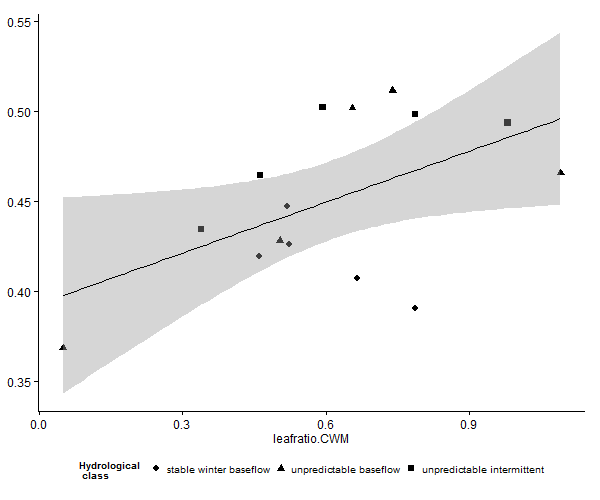 0.55
0.50
0.45
0.40
0.35
0.0 0.3 0.6 0.9
leafratio.CWM
Hydrological
class
stable winter baseflow unpredictable baseflow unpredictable intermittent